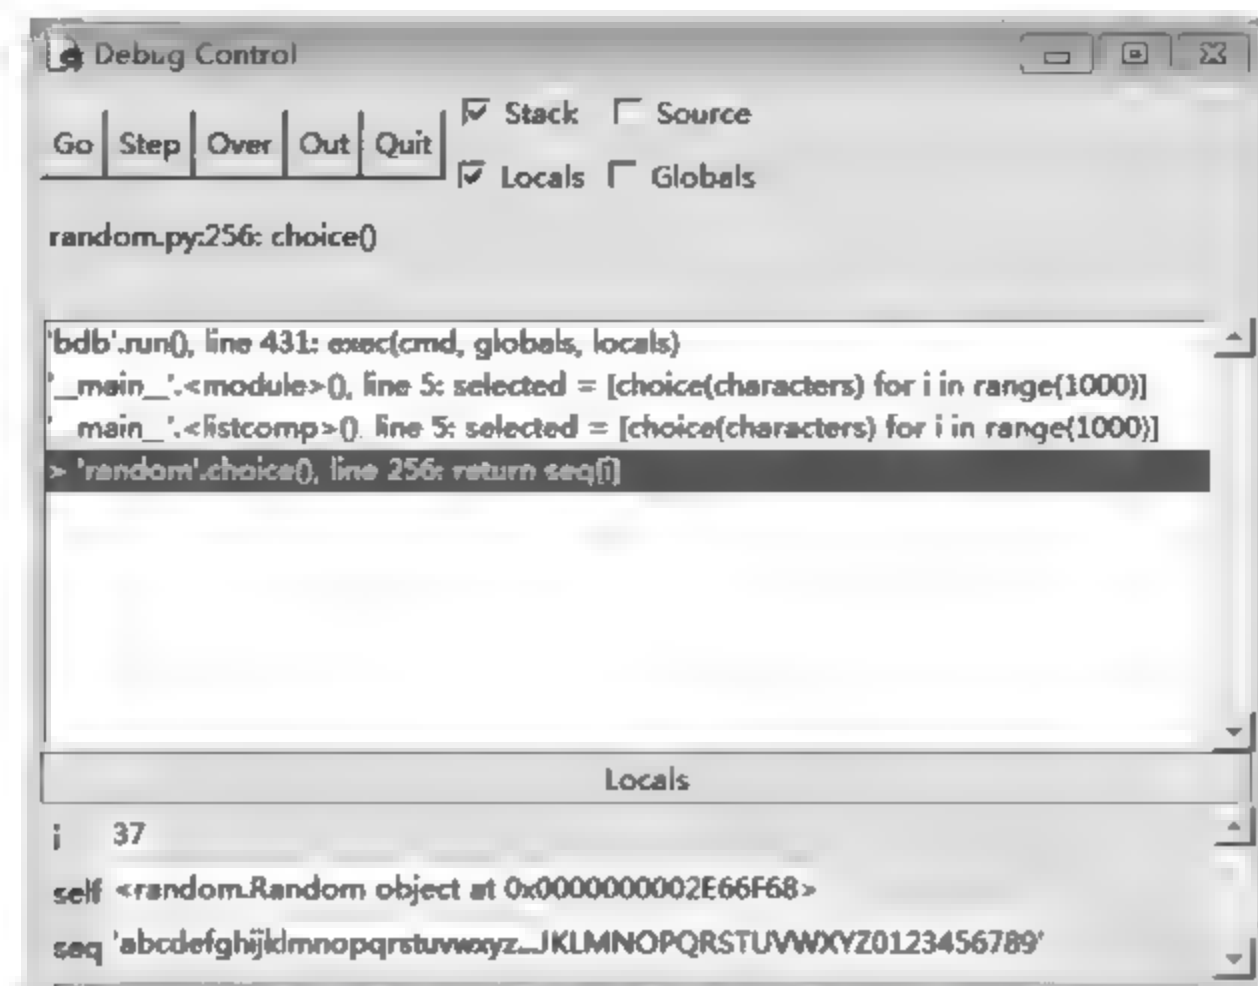 Debug Control
Go Step Over Out Quit
Stack Source
Locals Globals
random.py:256: choice()
'bdb'.run(), line 431: exec(cmd, globals, locals)
'__main__'.<module>(), line 5: selected = [choice(characters) for i in range(1000)]
'__main__'.<listcomp>(), line 5: selected = [choice(characters) for i in range(1000)]
> 'random'.choice(), line 256: return seq[i]
Locals
i 37
self <random.Random object at 0x0000000002E66F68>
seq 'abcdefghijklmnopqrstuvwxyz...JKLMNOPQRSTUVWXYZ0123456789'